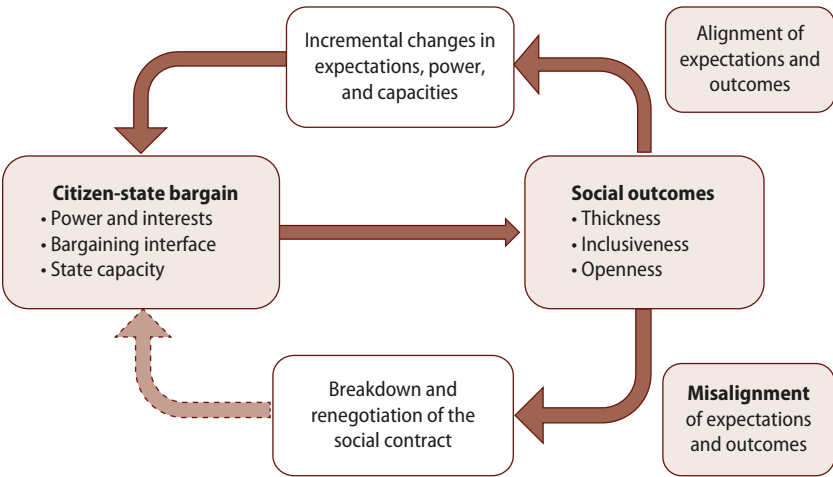 Incremental changes in
expectations, power,
and capacities
Alignment of
expectations and
outcomes
Citizen-state bargain
• Power and interests
• Bargaining interface
• State capacity
Social outcomes
• Thickness
• Inclusiveness
• Openness
Breakdown and
renegotiation of the
social contract
Misalignment
of expectations
and outcomes